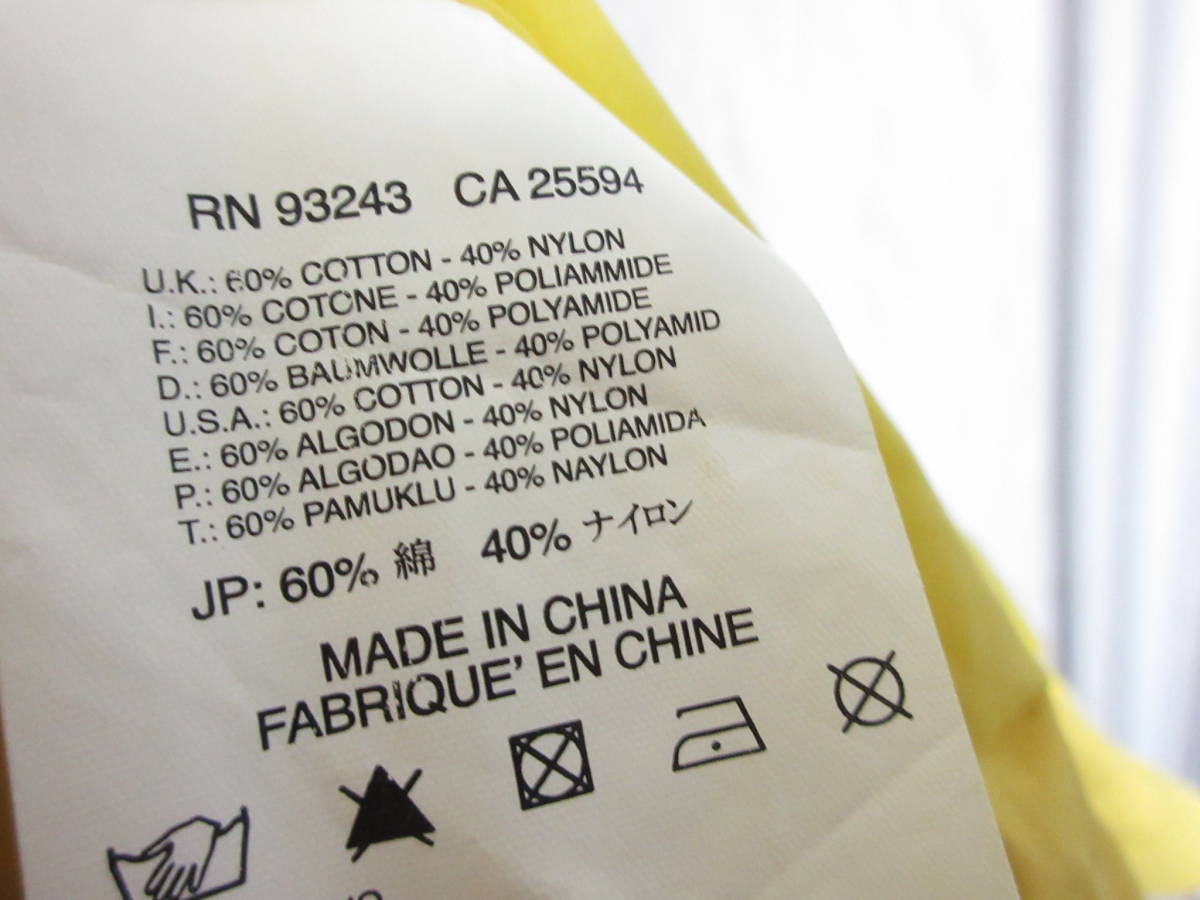 RN 93243 CA 25594
U.K.: 60% COTTON - 40% NYLON
I.: 60% COTONE - 40% POLIAMMIDE
F.: 60% COTON - 40% POLYAMIDE
D.: 60% BAUMWOLLE - 40% POLYAMID
U.S.A.: 60% COTTON - 40% NYLON
E.: 60% ALGODON - 40% NYLON
P.: 60% ALGODAO - 40% POLIAMIDA
T.: 60% PAMUKLU - 40% NAYLON
JP: 60% 綿 40% ナイロン
MADE IN CHINA
FABRIQUE' EN CHINE